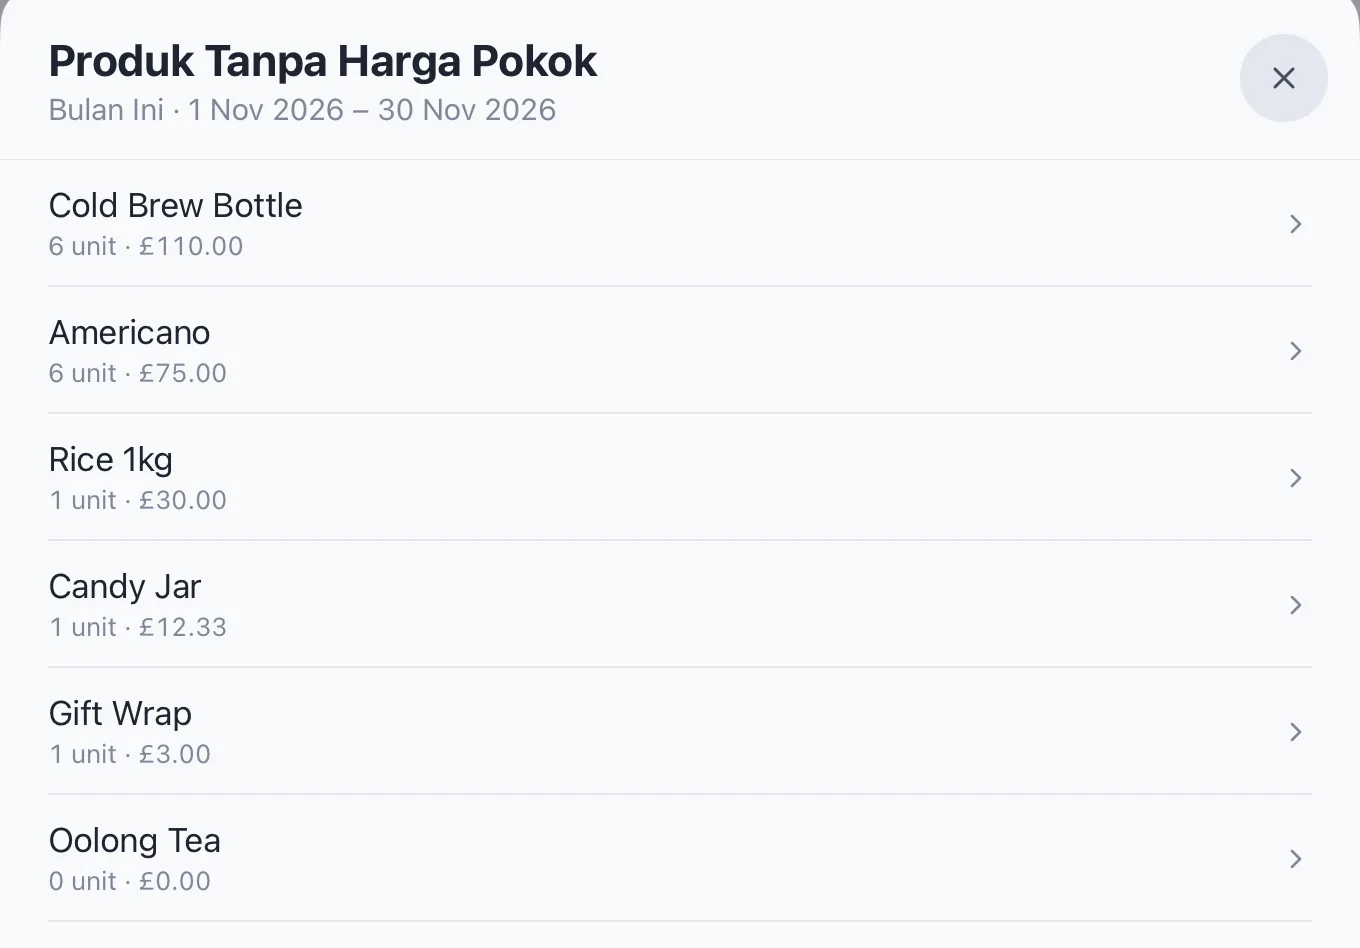 Produk Tanpa Harga Pokok
Bulan Ini · 1 Nov 2026 – 30 Nov 2026
Cold Brew Bottle
6 unit · £110.00
Americano
6 unit · £75.00
Rice 1kg
1 unit · £30.00
Candy Jar
1 unit · £12.33
Gift Wrap
1 unit · £3.00
Oolong Tea
0 unit · £0.00